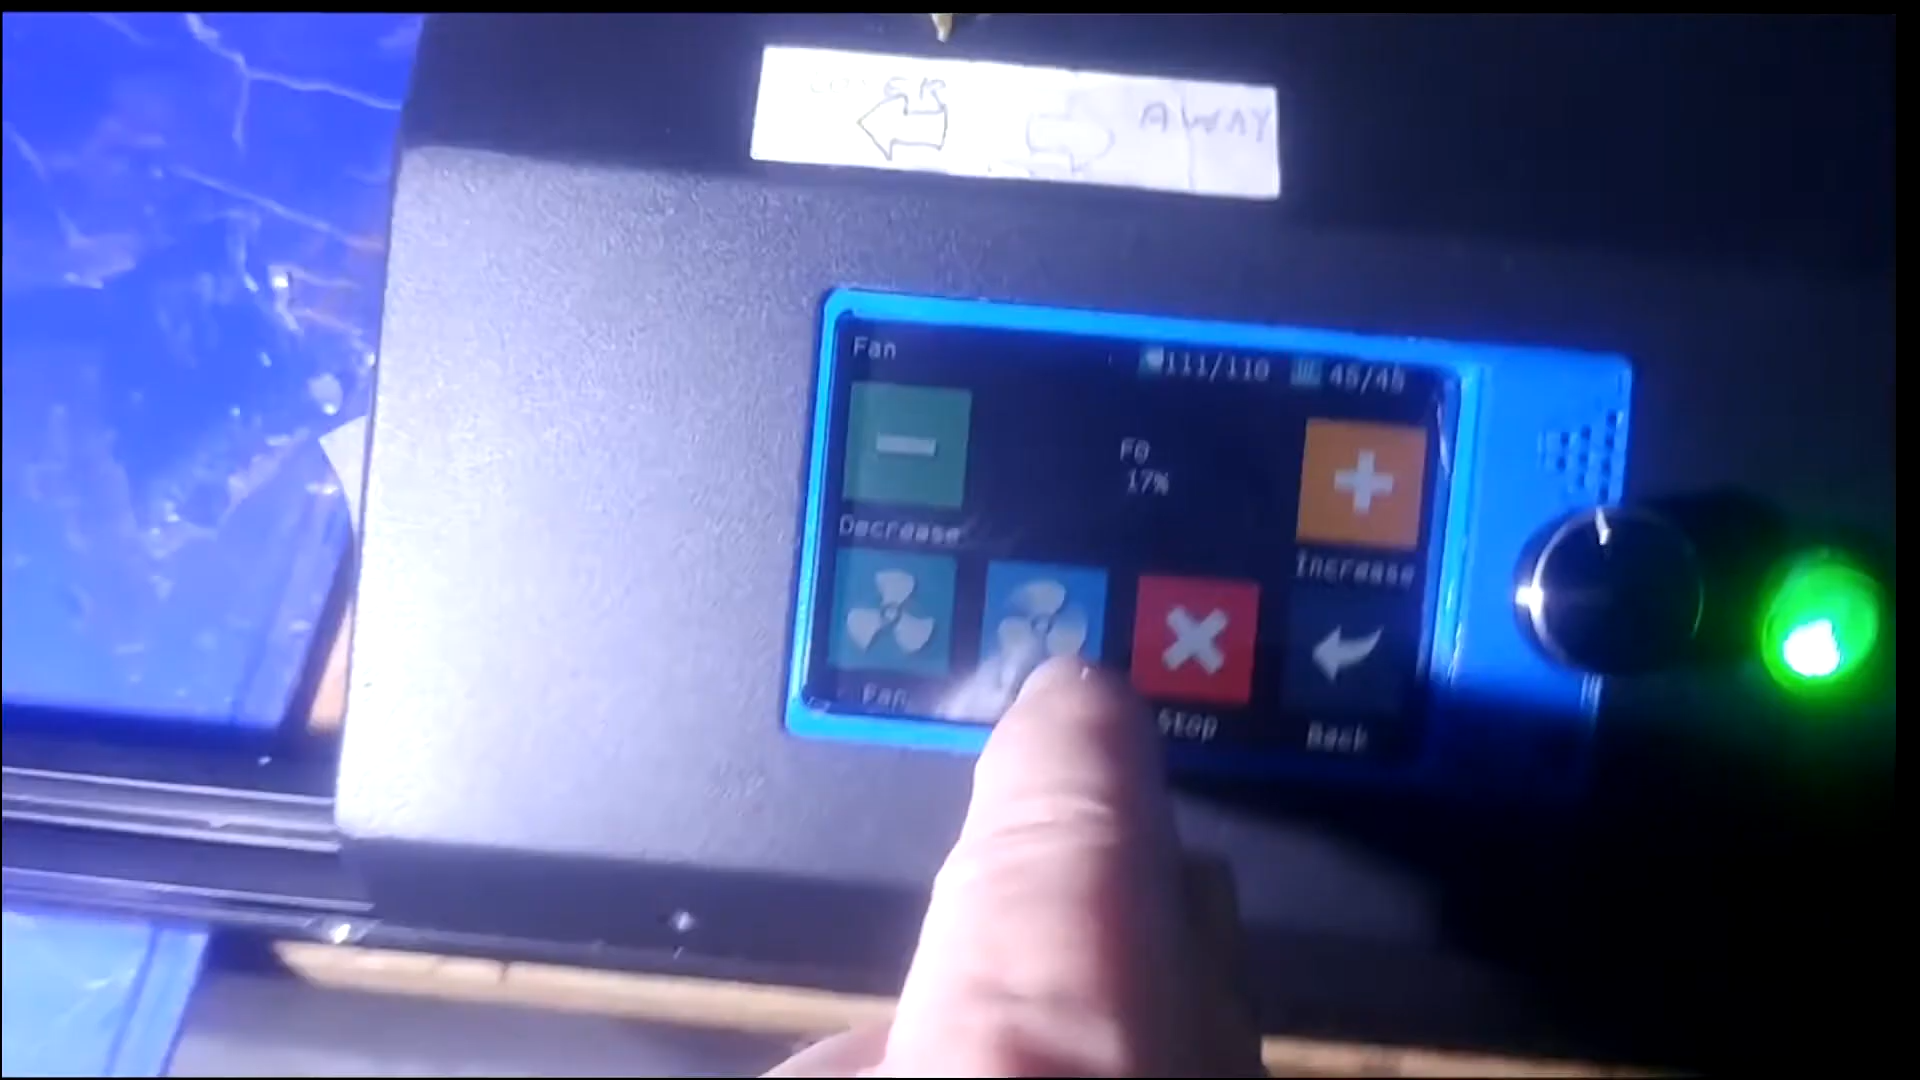 AWAY
Fan
111/110 45/45
F0
17%
Decrease
Increase
Fan
Stop
Back